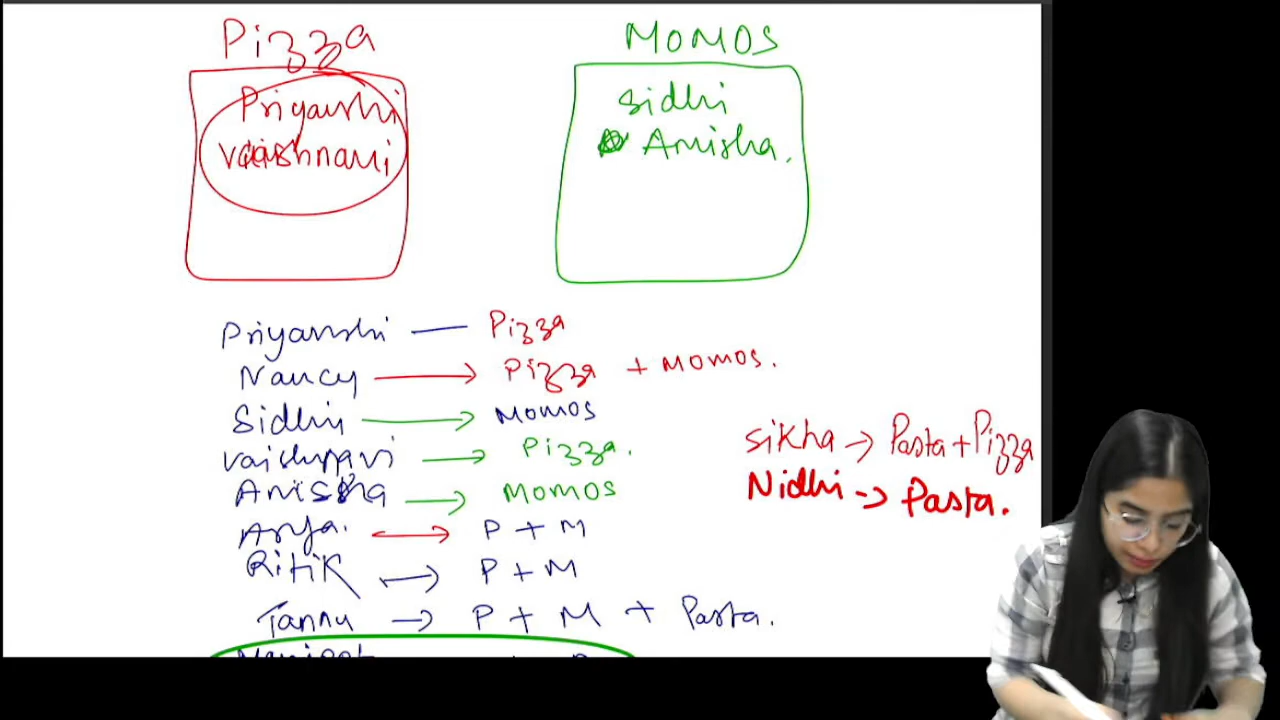 Pizza
MOMOS
Priyanshi
Vaishnavi
Sidhi
Anisha.
Priyanshi — Pizza
Nancy → Pizza + MOMOS.
Sidhi → MOMOS
Vaishnavi → Pizza.
Anisha → MOMOS
Arya. → P + M
Ritik → P + M
Tannu → P + M + Pasta.
Sikha → Pasta + Pizza
Nidhi → Pasta.